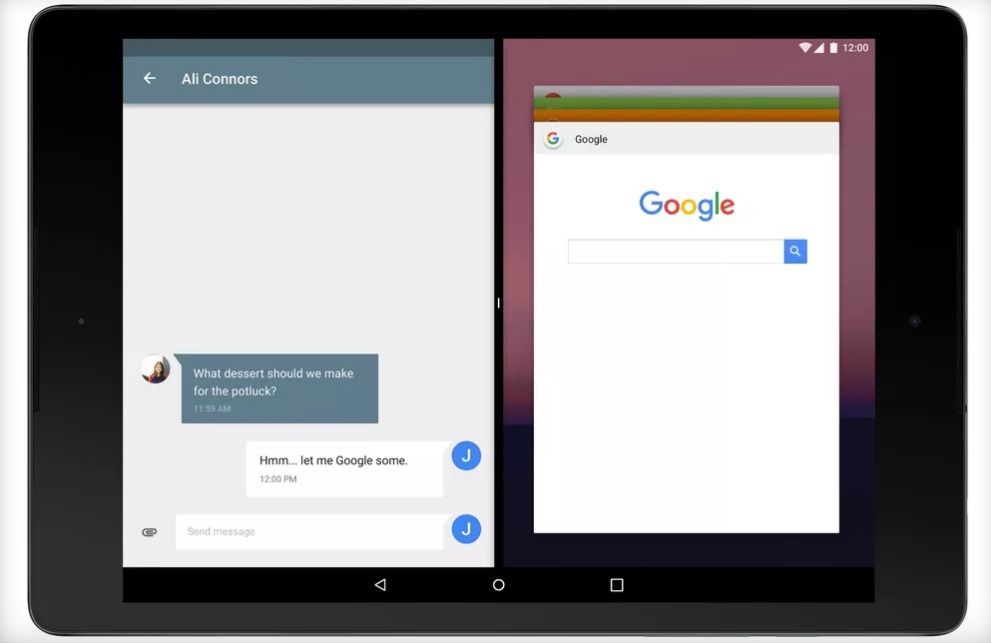 Ali Connors
What dessert should we make
for the potluck?
11:59 AM
Hmm... let me Google some.
12:00 PM
J
Send message
J
12:00
Google
Google